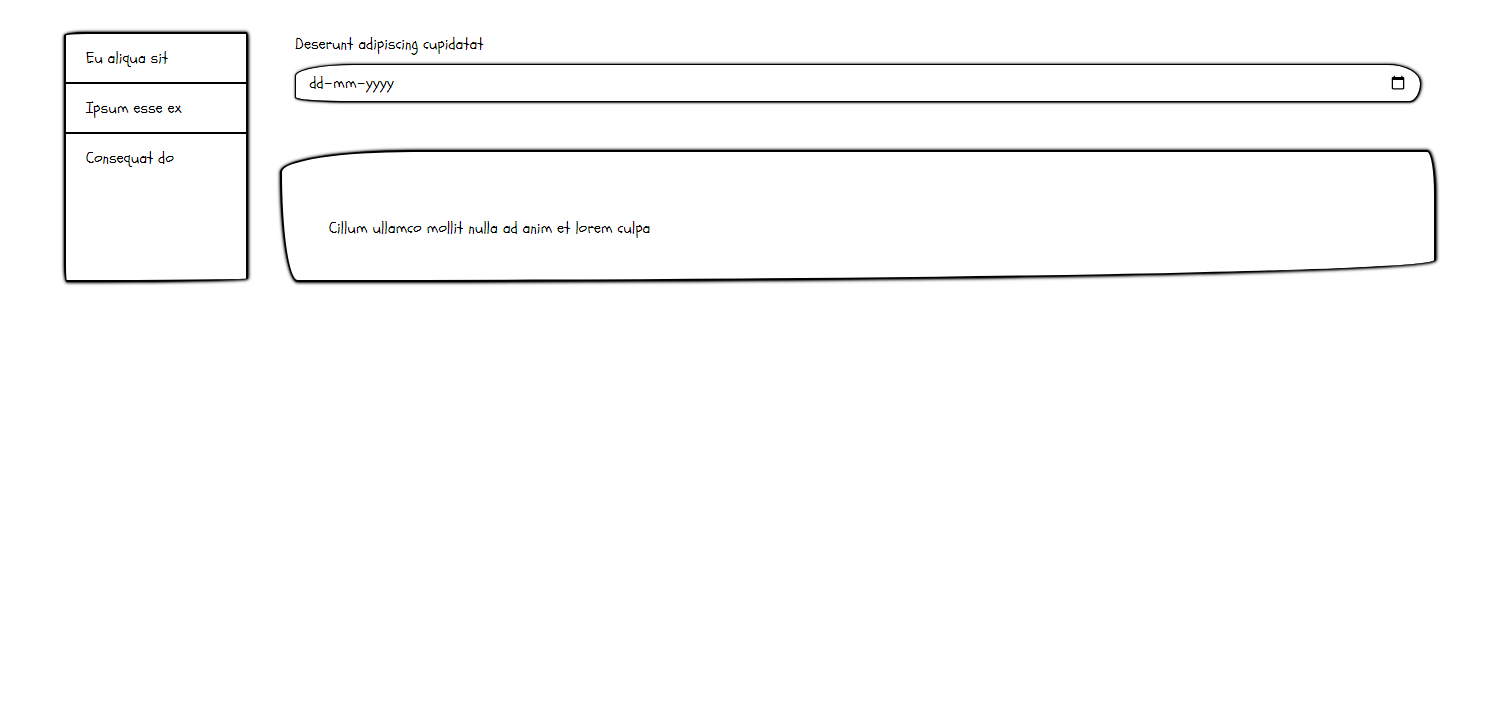 Eu aliqua sit
Ipsum esse ex
Consequat do
Deserunt adipiscing cupidatat
dd-mm-yyyy
Cillum ullamco mollit nulla ad anim et lorem culpa